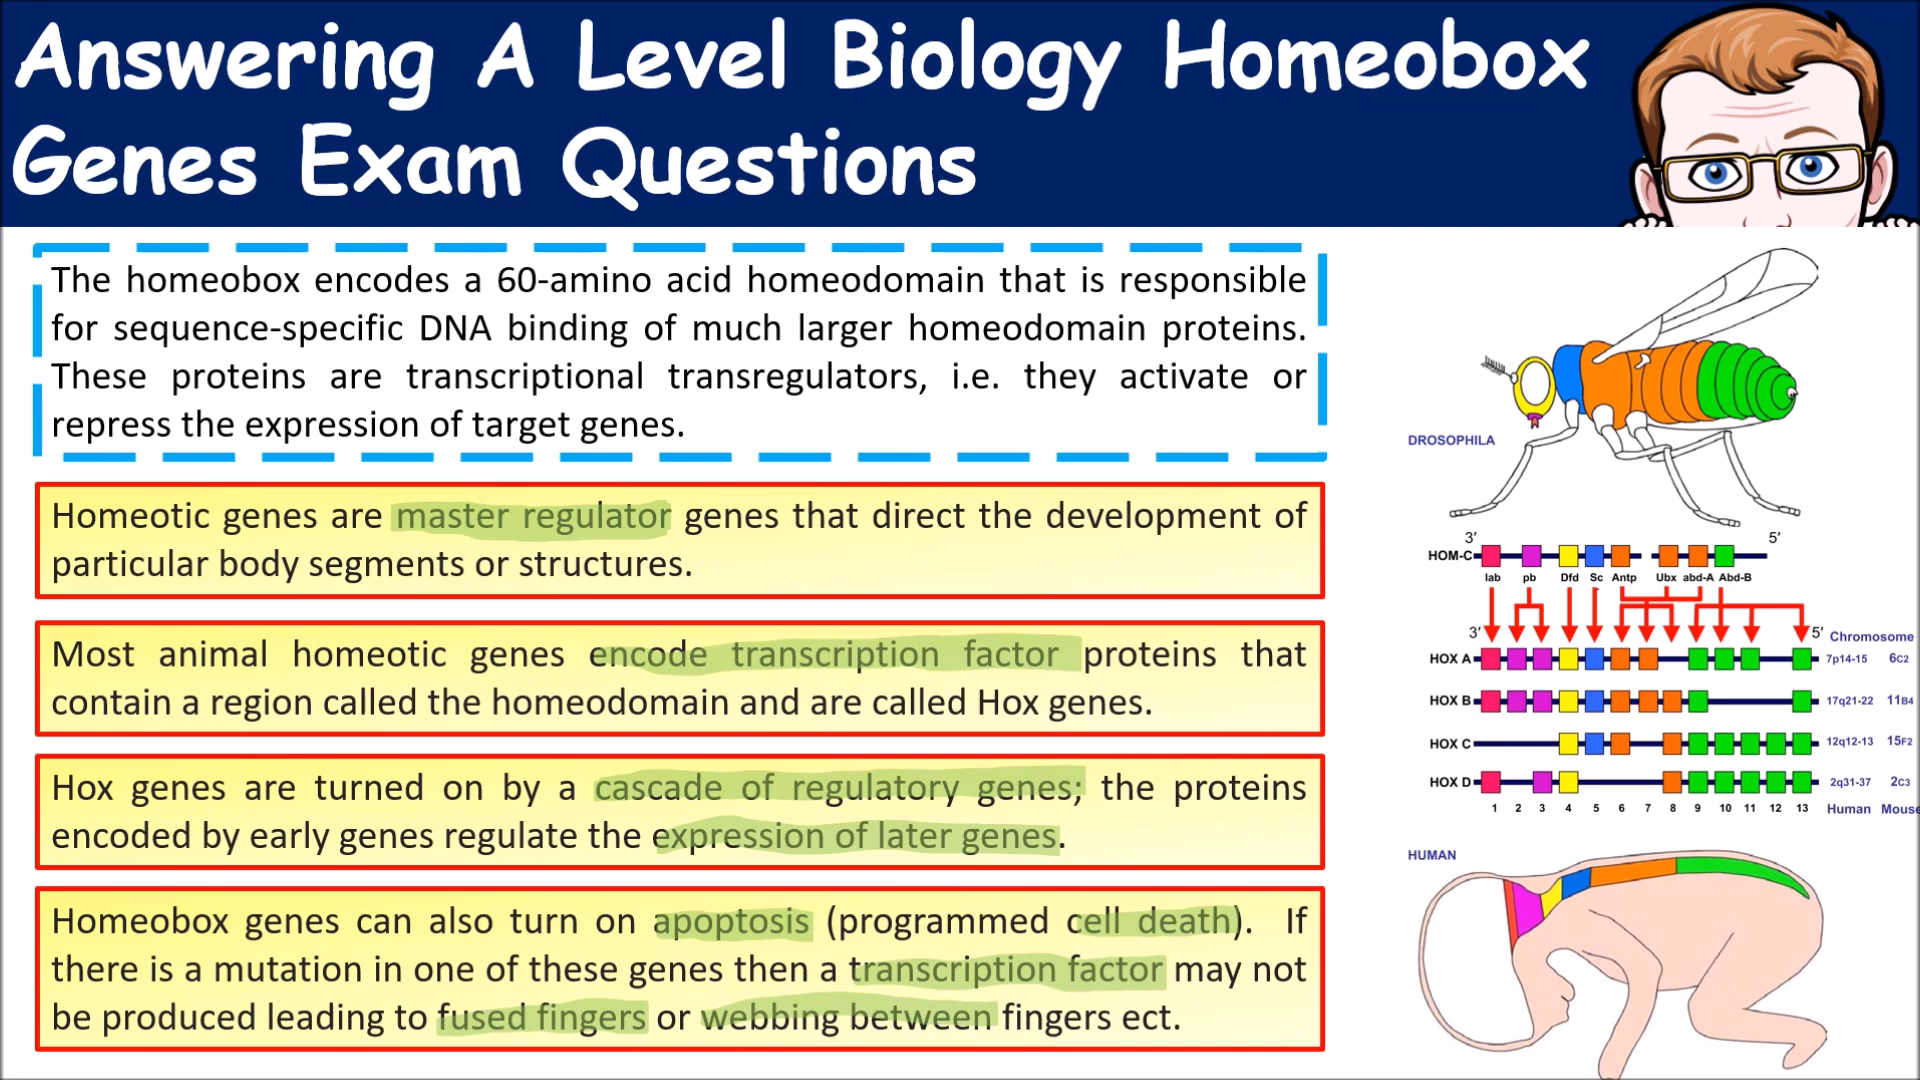 Answering A Level Biology Homeobox
Genes Exam Questions
The homeobox encodes a 60-amino acid homeodomain that is responsible
for sequence-specific DNA binding of much larger homeodomain proteins.
These proteins are transcriptional transregulators, i.e. they activate or
repress the expression of target genes.
Homeotic genes are master regulator genes that direct the development of
particular body segments or structures.
Most animal homeotic genes encode transcription factor proteins that
contain a region called the homeodomain and are called Hox genes.
Hox genes are turned on by a cascade of regulatory genes; the proteins
encoded by early genes regulate the expression of later genes.
Homeobox genes can also turn on apoptosis (programmed cell death). If
there is a mutation in one of these genes then a transcription factor may not
be produced leading to fused fingers or webbing between fingers ect.
DROSOPHILA
3′ 5′
HOM-C
lab pb Dfd Sc Antp Ubx abd-A Abd-B
3′ 5′ Chromosome
HOX A 7p14-15 6C2
HOX B 17q21-22 11B4
HOX C 12q12-13 15F2
HOX D 2q31-37 2C3
1 2 3 4 5 6 7 8 9 10 11 12 13 Human Mouse
HUMAN